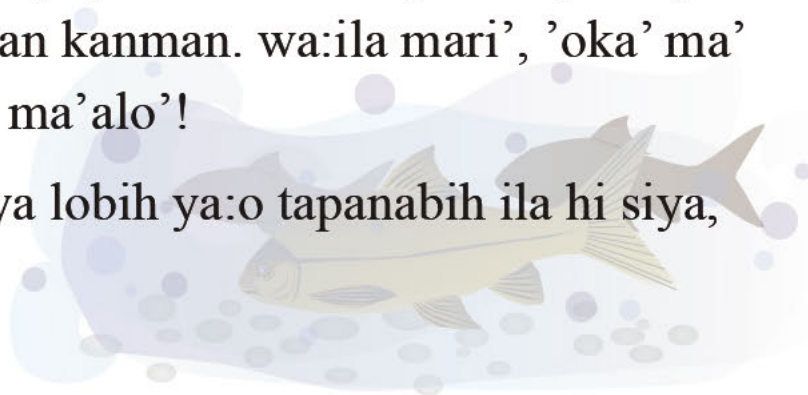 an kanman. wa:ila mari’, ’oka’ ma’
ma’alo’!
ya lobih ya:o tapanabih ila hi siya,